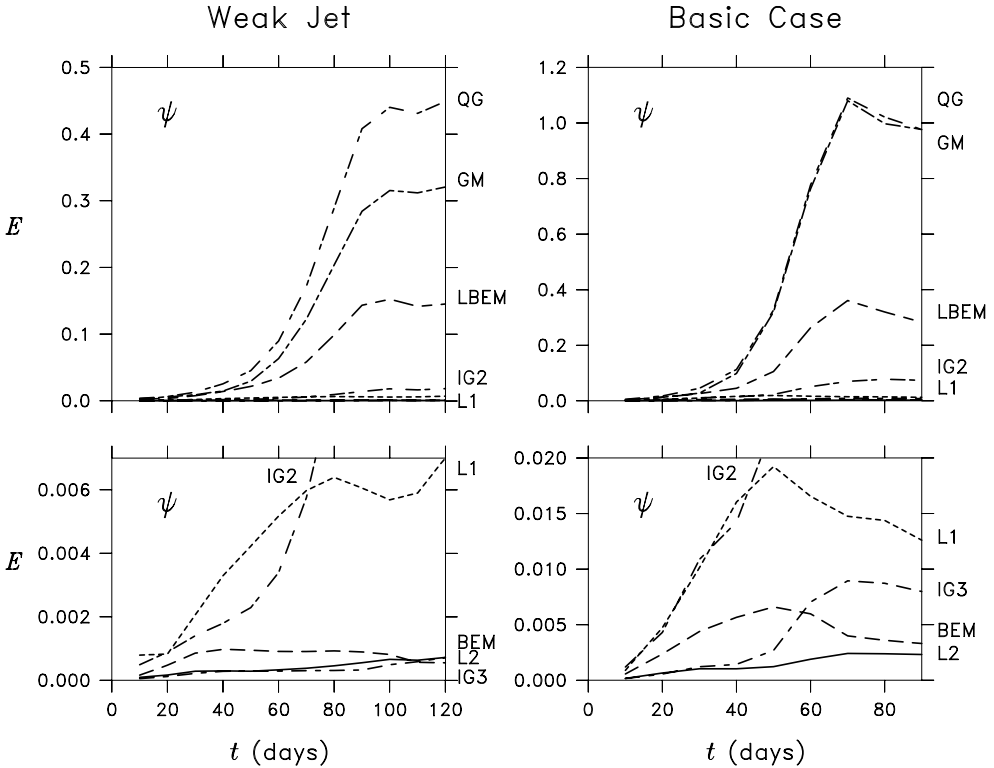 Weak Jet
Basic Case
0.5
ψ
QG
0.4
GM
0.3
E
0.2
LBEM
0.1
IG2
0.0
L1
1.2
ψ
QG
1.0
GM
0.8
0.6
0.4
LBEM
0.2
IG2
L1
0.0
IG2
L1
0.006
ψ
0.004
E
0.002
BEM
L2
0.000
IG3
0 20 40 60 80 100 120
t (days)
0.020
IG2
ψ
0.015
L1
0.010
IG3
0.005
BEM
L2
0.000
0 20 40 60 80
t (days)